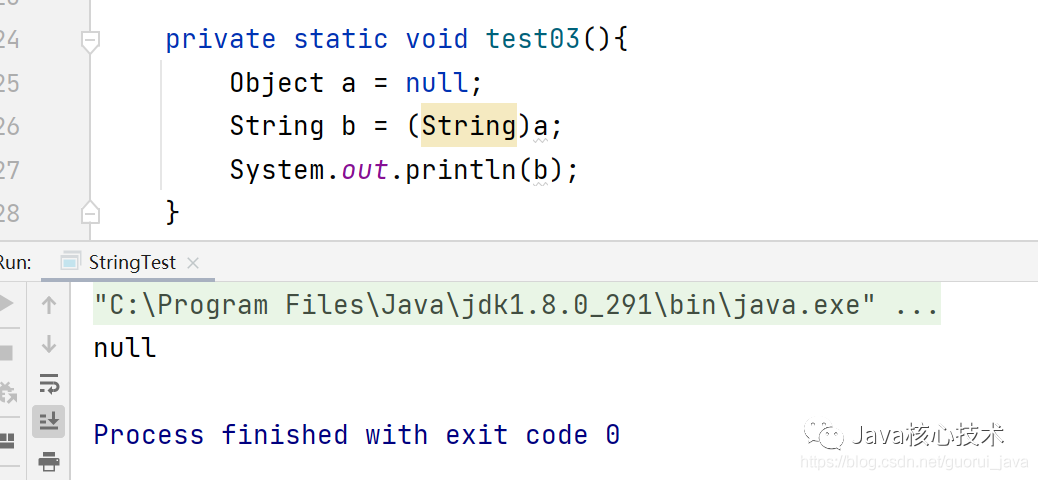 24 private static void test03(){
25 Object a = null;
26 String b = (String)a;
27 System.out.println(b);
28 }
Run: StringTest
"C:\Program Files\Java\jdk1.8.0_291\bin\java.exe" ...
null
Process finished with exit code 0
Java核心技术
https://blog.csdn.net/guorui_java